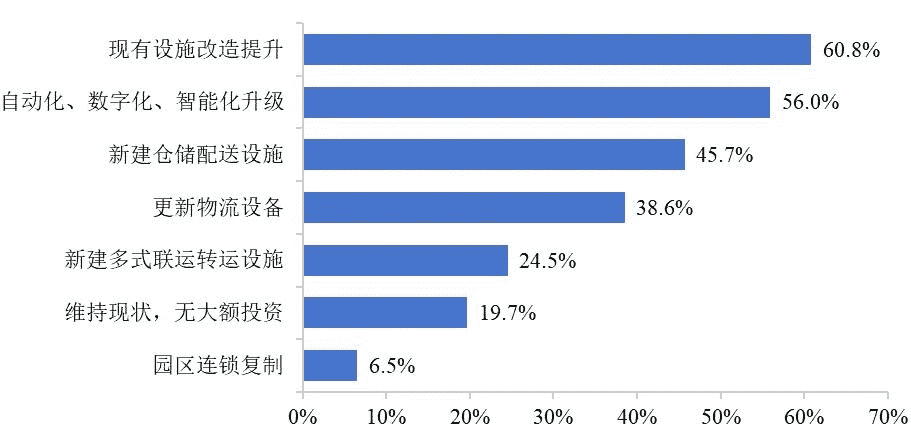 现有设施改造提升 60.8%
自动化、数字化、智能化升级 56.0%
新建仓储配送设施 45.7%
更新物流设备 38.6%
新建多式联运转运设施 24.5%
维持现状，无大额投资 19.7%
园区连锁复制 6.5%
0% 10% 20% 30% 40% 50% 60% 70%